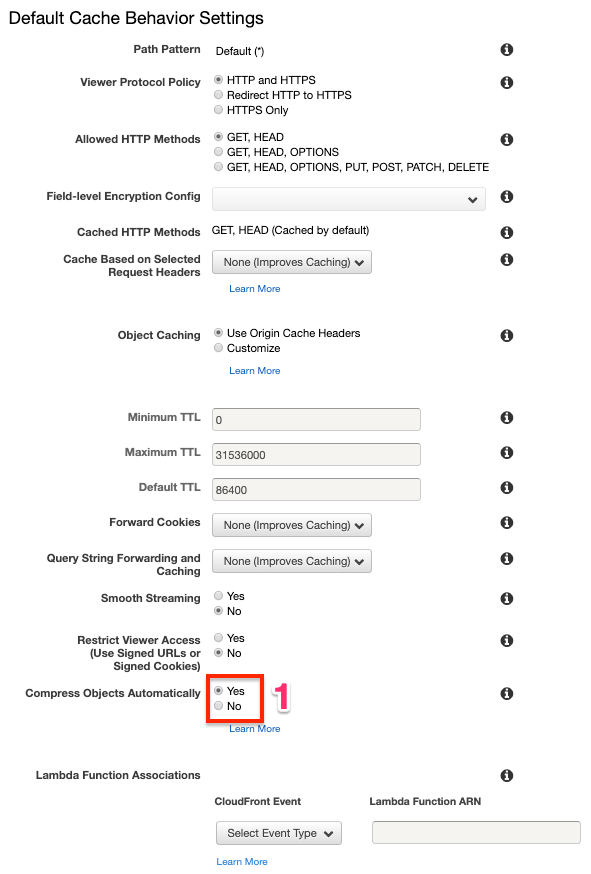 Default Cache Behavior Settings
Path Pattern Default (*)
Viewer Protocol Policy HTTP and HTTPS
Redirect HTTP to HTTPS
HTTPS Only
Allowed HTTP Methods GET, HEAD
GET, HEAD, OPTIONS
GET, HEAD, OPTIONS, PUT, POST, PATCH, DELETE
Field-level Encryption Config
Cached HTTP Methods GET, HEAD (Cached by default)
Cache Based on Selected
Request Headers
None (Improves Caching)
Learn More
Object Caching Use Origin Cache Headers
Customize
Learn More
Minimum TTL 0
Maximum TTL 31536000
Default TTL 86400
Forward Cookies None (Improves Caching)
Query String Forwarding and
Caching
None (Improves Caching)
Smooth Streaming Yes
No
Restrict Viewer Access
(Use Signed URLs or
Signed Cookies)
Yes
No
Compress Objects Automatically Yes
No
1
Learn More
Lambda Function Associations
CloudFront Event Lambda Function ARN
Select Event Type
Learn More